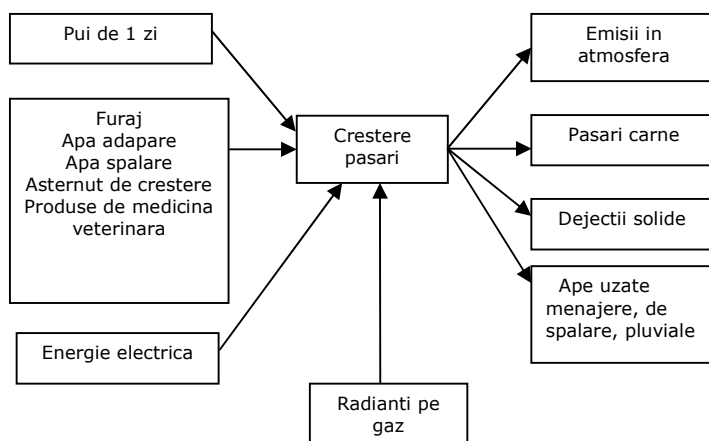 Pui de 1 zi
Furaj
Apa adapare
Apa spalare
Asternut de crestere
Produse de medicina
veterinara
Energie electrica
Crestere
pasari
Radianti pe
gaz
Emisii in
atmosfera
Pasari carne
Dejectii solide
Ape uzate
menajere, de
spalare, pluviale